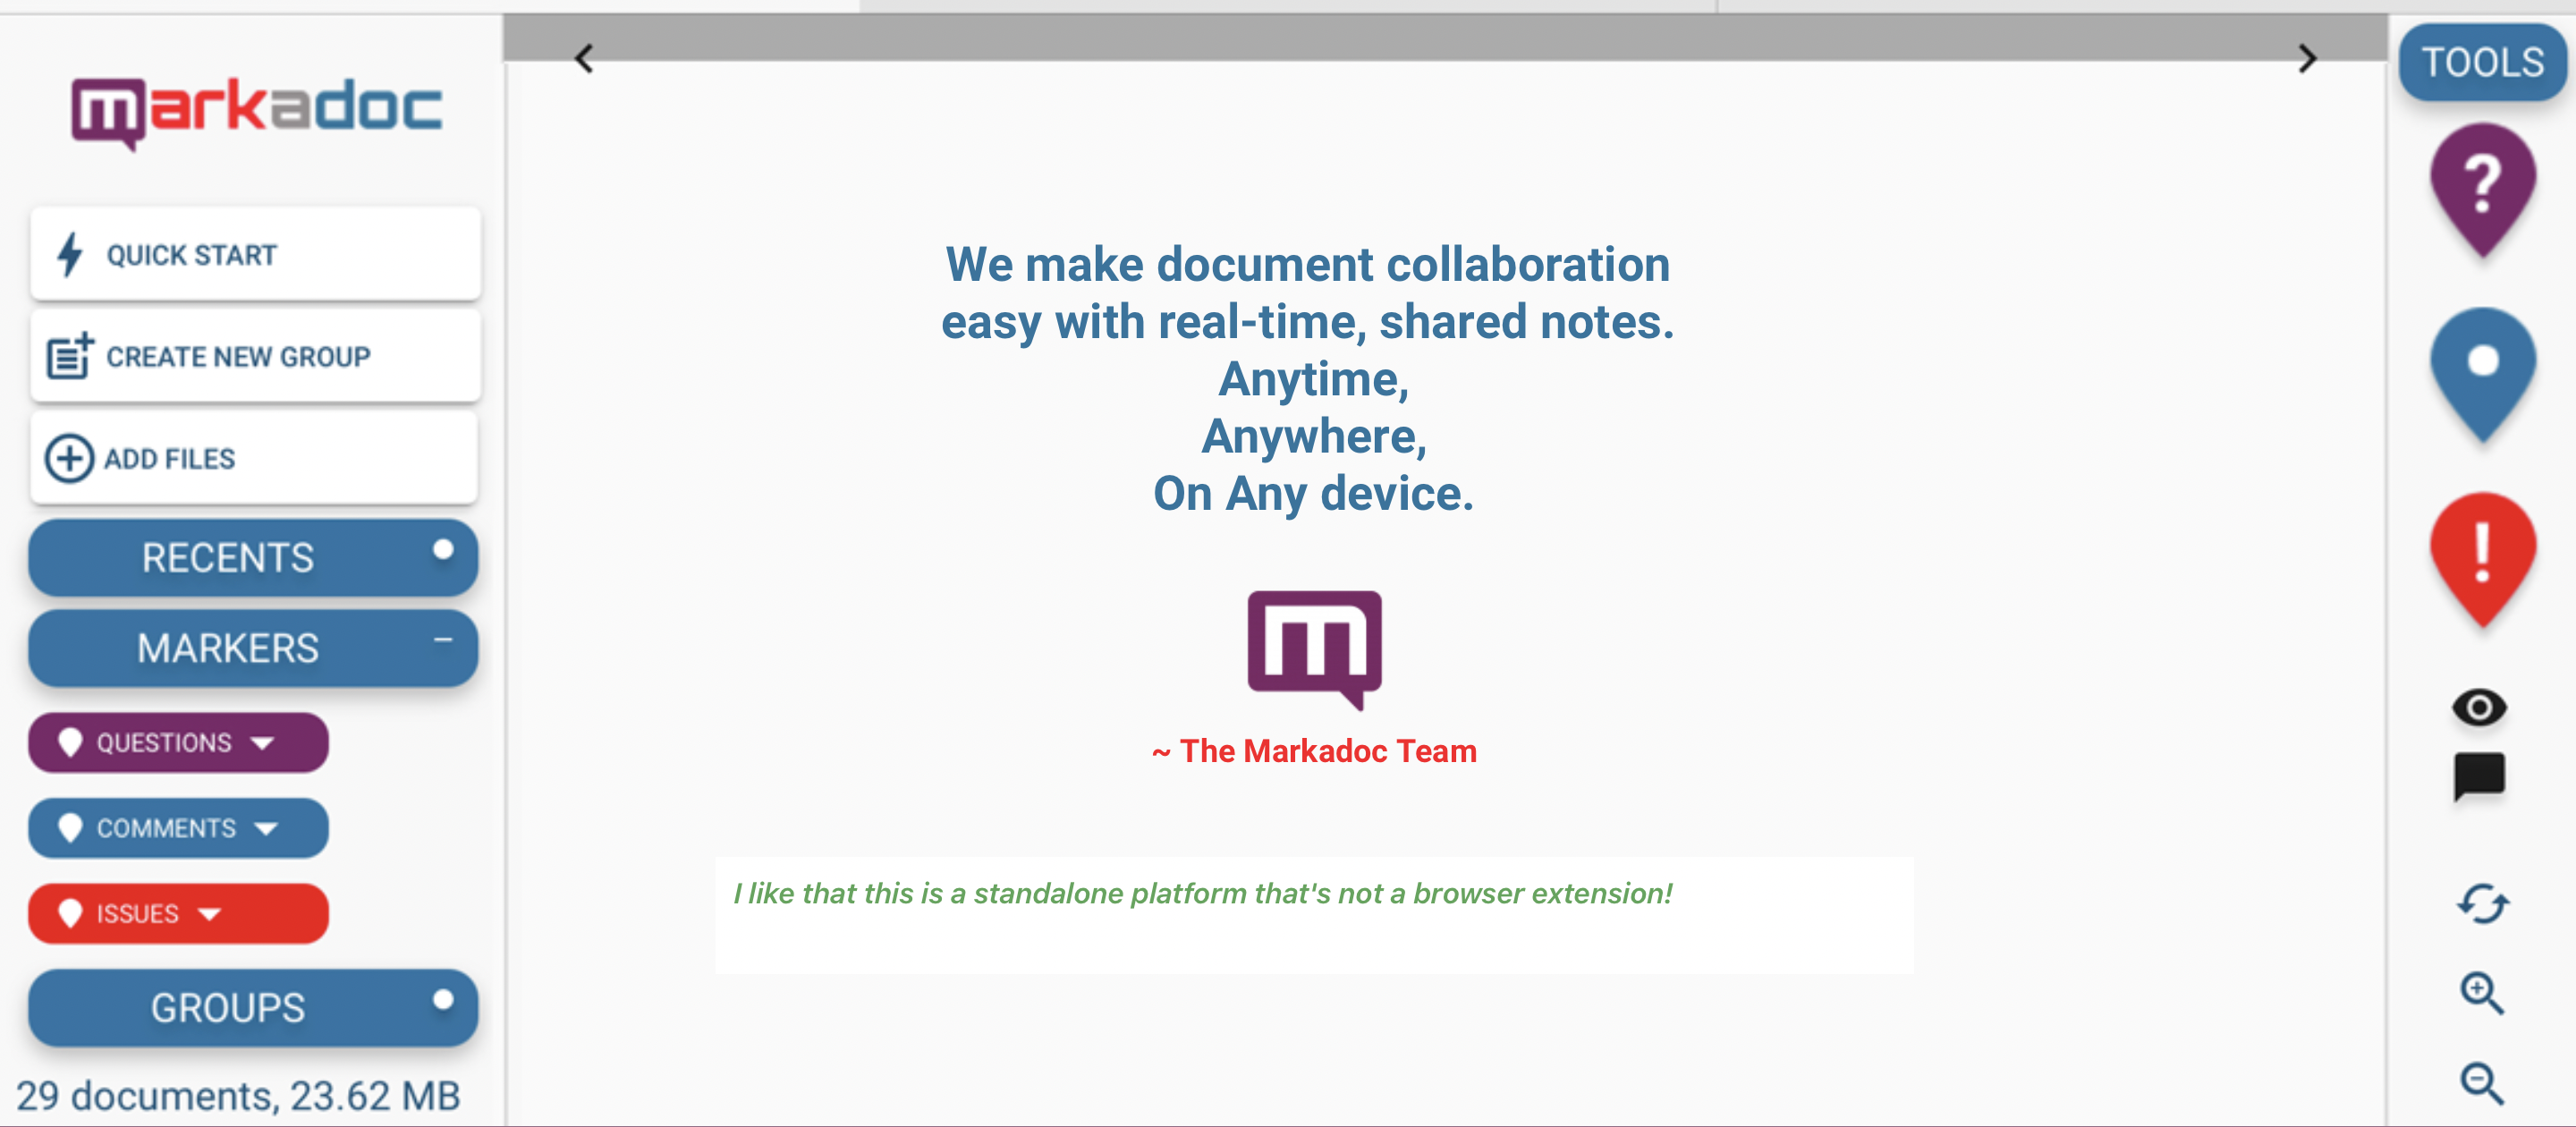 markadoc
QUICK START
CREATE NEW GROUP
ADD FILES
RECENTS
MARKERS
QUESTIONS
COMMENTS
ISSUES
GROUPS
29 documents, 23.62 MB
We make document collaboration
easy with real-time, shared notes.
Anytime,
Anywhere,
On Any device.
m
~ The Markadoc Team
I like that this is a standalone platform that's not a browser extension!
TOOLS
?
!